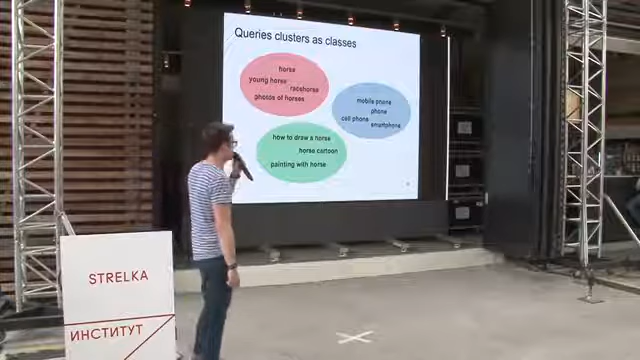 Queries clusters as classes
horse
young horse
racehorse
photos of horses
mobile phone
phone
cell phone
smartphone
how to draw a horse
horse cartoon
painting with horse
STRELKA
ИНСТИТУТ